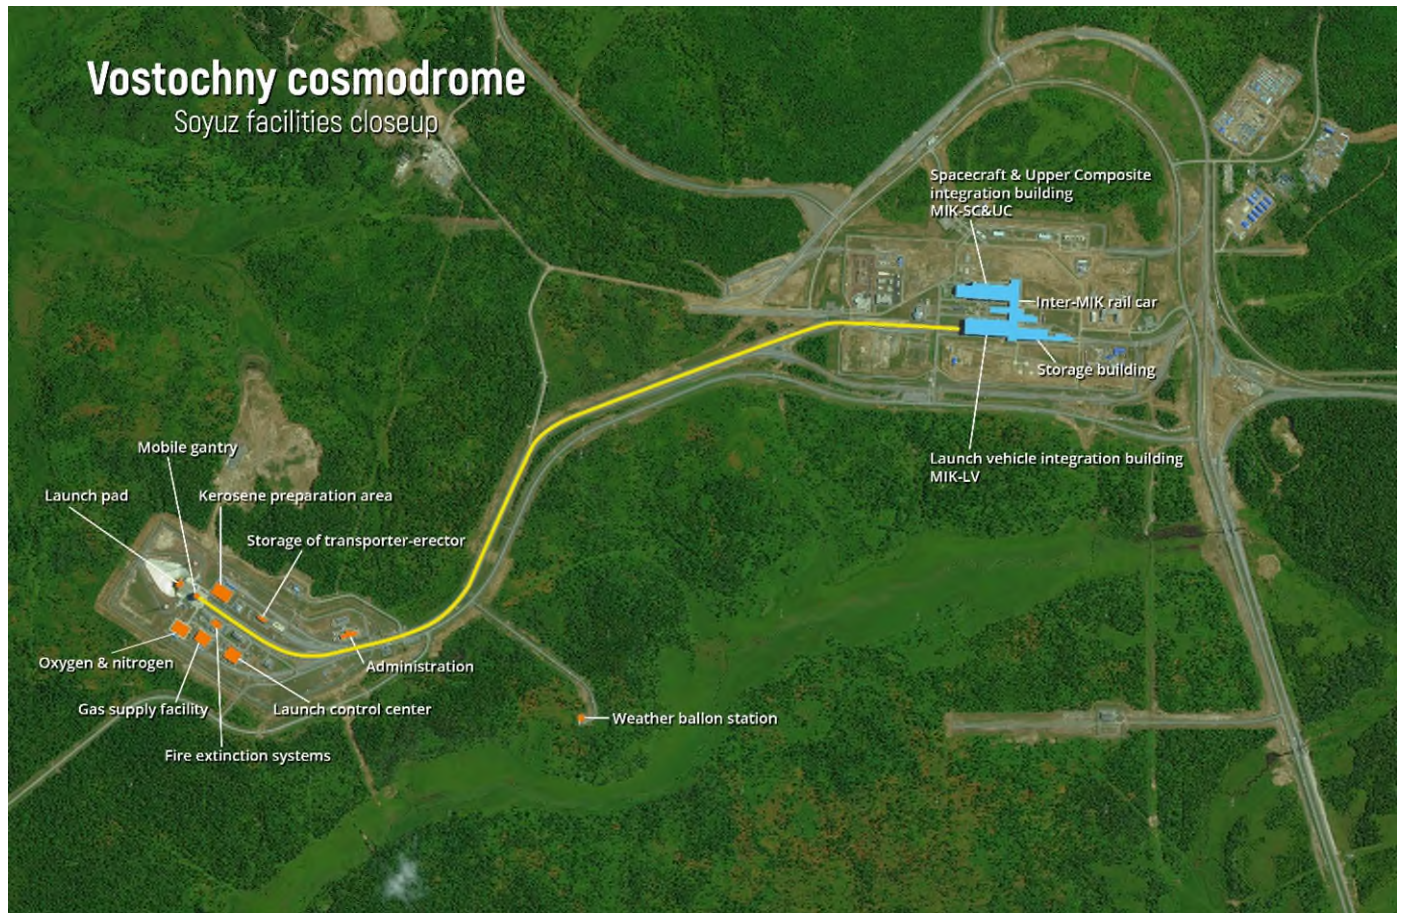 Vostochny cosmodrome
Soyuz facilities closeup
Spacecraft & Upper Composite
integration building
MIK-SC&UC
Inter-MIK rail car
Storage building
Launch vehicle integration building
MIK-LV
Mobile gantry
Launch pad
Kerosene preparation area
Storage of transporter-erector
Oxygen & nitrogen
Administration
Gas supply facility
Launch control center
Weather ballon station
Fire extinction systems